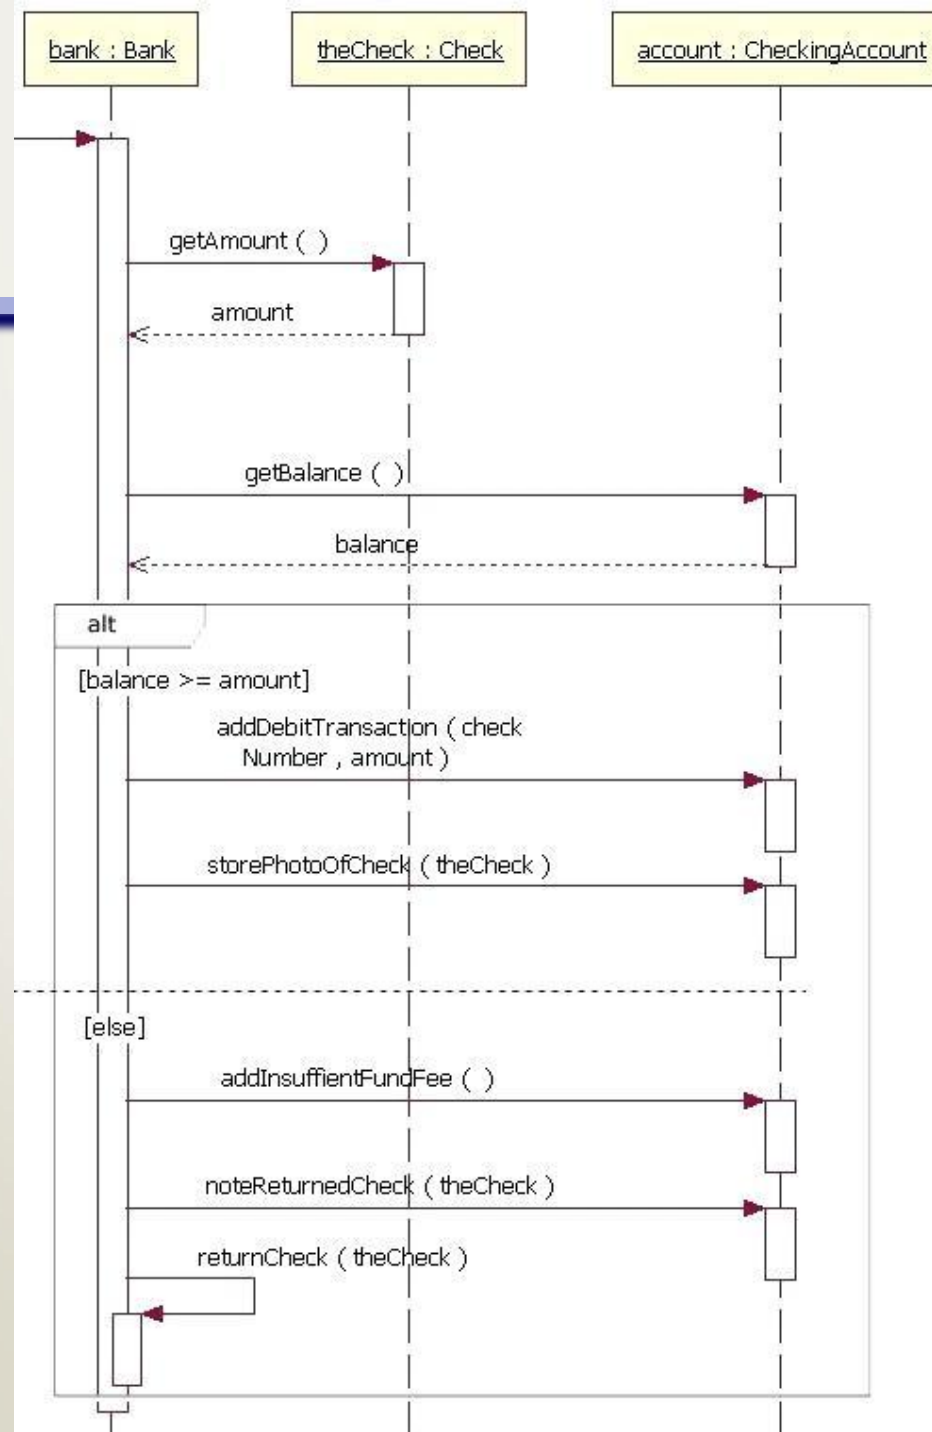 bank : Bank
theCheck : Check
account : CheckingAccount
getAmount ( )
amount
getBalance ( )
balance
alt
[balance >= amount]
addDebitTransaction ( check
Number , amount )
storePhotoOfCheck ( theCheck )
[else]
addInsuffientFundFee ( )
noteReturnedCheck ( theCheck )
returnCheck ( theCheck )